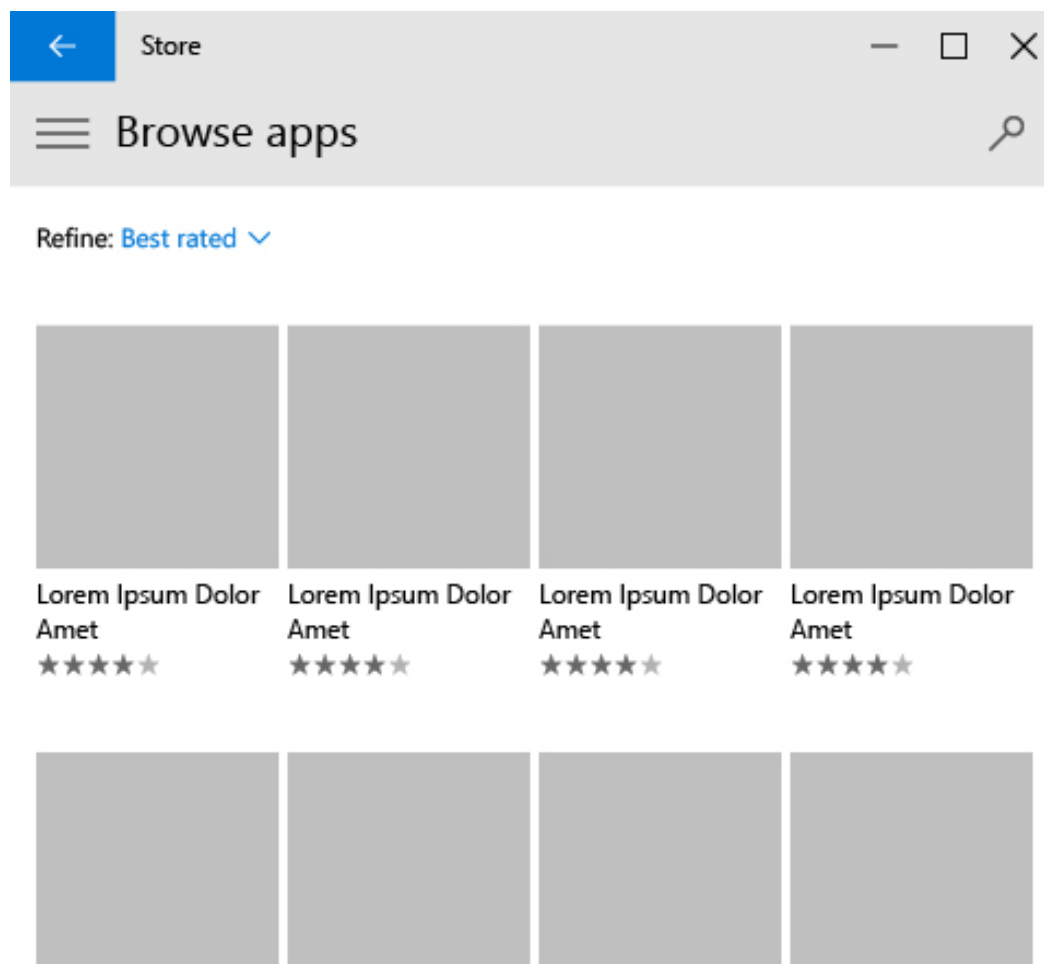 Store
Browse apps
Refine: Best rated
Lorem Ipsum Dolor
Amet
Lorem Ipsum Dolor
Amet
Lorem Ipsum Dolor
Amet
Lorem Ipsum Dolor
Amet